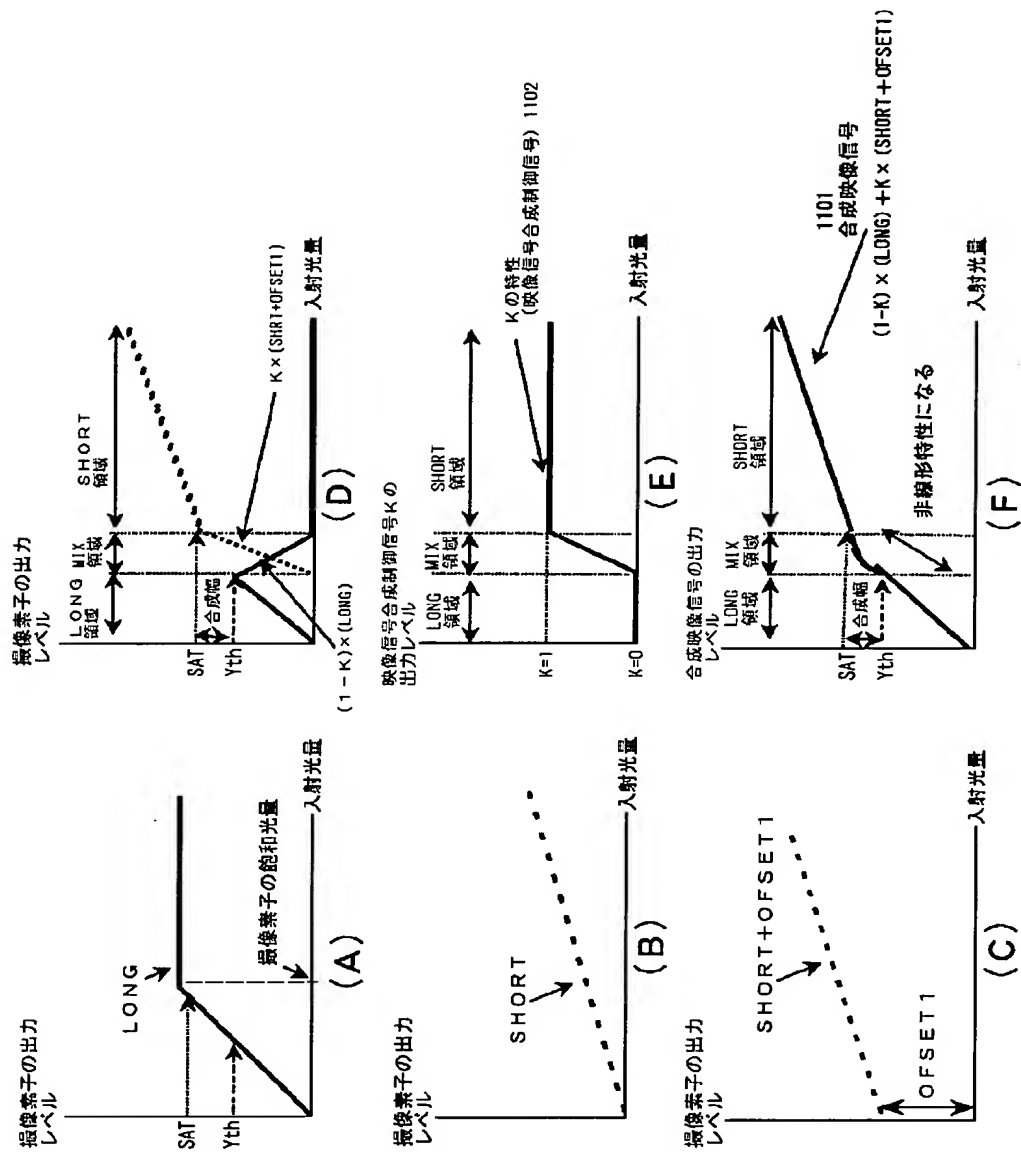 撮像素子の出力
レベル
LONG
SAT
Yth
撮像素子の飽和光量
入射光量
(A)
撮像素子の出力
レベル
SHORT
入射光量
(B)
撮像素子の出力
レベル
SHORT+OFSET1
OFSET1
入射光量
(C)
撮像素子の出力
レベル
LONG
領域
MIX
領域
SHORT
領域
SAT
合成幅
Yth
K×(SHRT+OFSET1)
(1-K)×(LONG)
入射光量
(D)
映像信号合成制御信号Kの
出力レベル
LONG
領域
MIX
領域
SHORT
領域
K=1
K=0
Kの特性
(映像信号合成制御信号) 1102
入射光量
(E)
合成映像信号の出力
レベル
LONG
領域
MIX
領域
SHORT
領域
SAT
合成幅
Yth
1101
合成映像信号
(1-K)×(LONG)+K×(SHORT+OFSET1)
非線形特性になる
入射光量
(F)